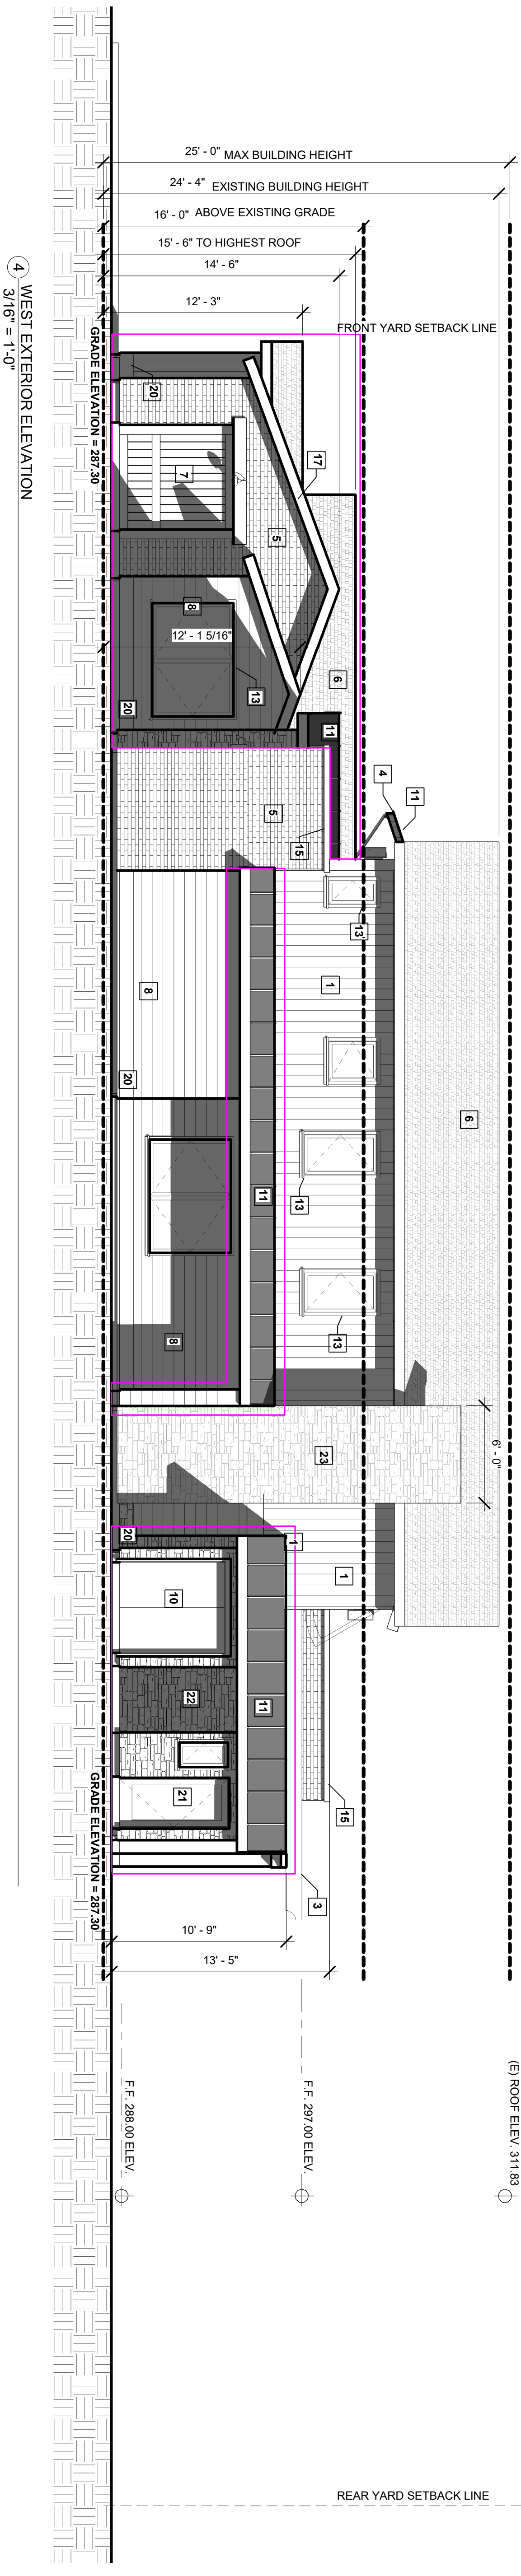 25' - 0" MAX BUILDING HEIGHT
24' - 4" EXISTING BUILDING HEIGHT
16' - 0" ABOVE EXISTING GRADE
15' - 6" TO HIGHEST ROOF
14' - 6"
12' - 3"
FRONT YARD SETBACK LINE
GRADE ELEVATION = 287.30
20
7
17
5
8
12' - 1 5/16"
13
6
20
11
4
11
5
15
13
1
8
20
6
13
11
13
8
6' - 0"
23
20
1
1
10
22
11
21
15
3
GRADE ELEVATION = 287.30
10' - 9"
13' - 5"
(E) ROOF ELEV. 311.83
F.F. 297.00 ELEV.
F.F. 288.00 ELEV.
REAR YARD SETBACK LINE
4
WEST EXTERIOR ELEVATION
3/16" = 1'-0"